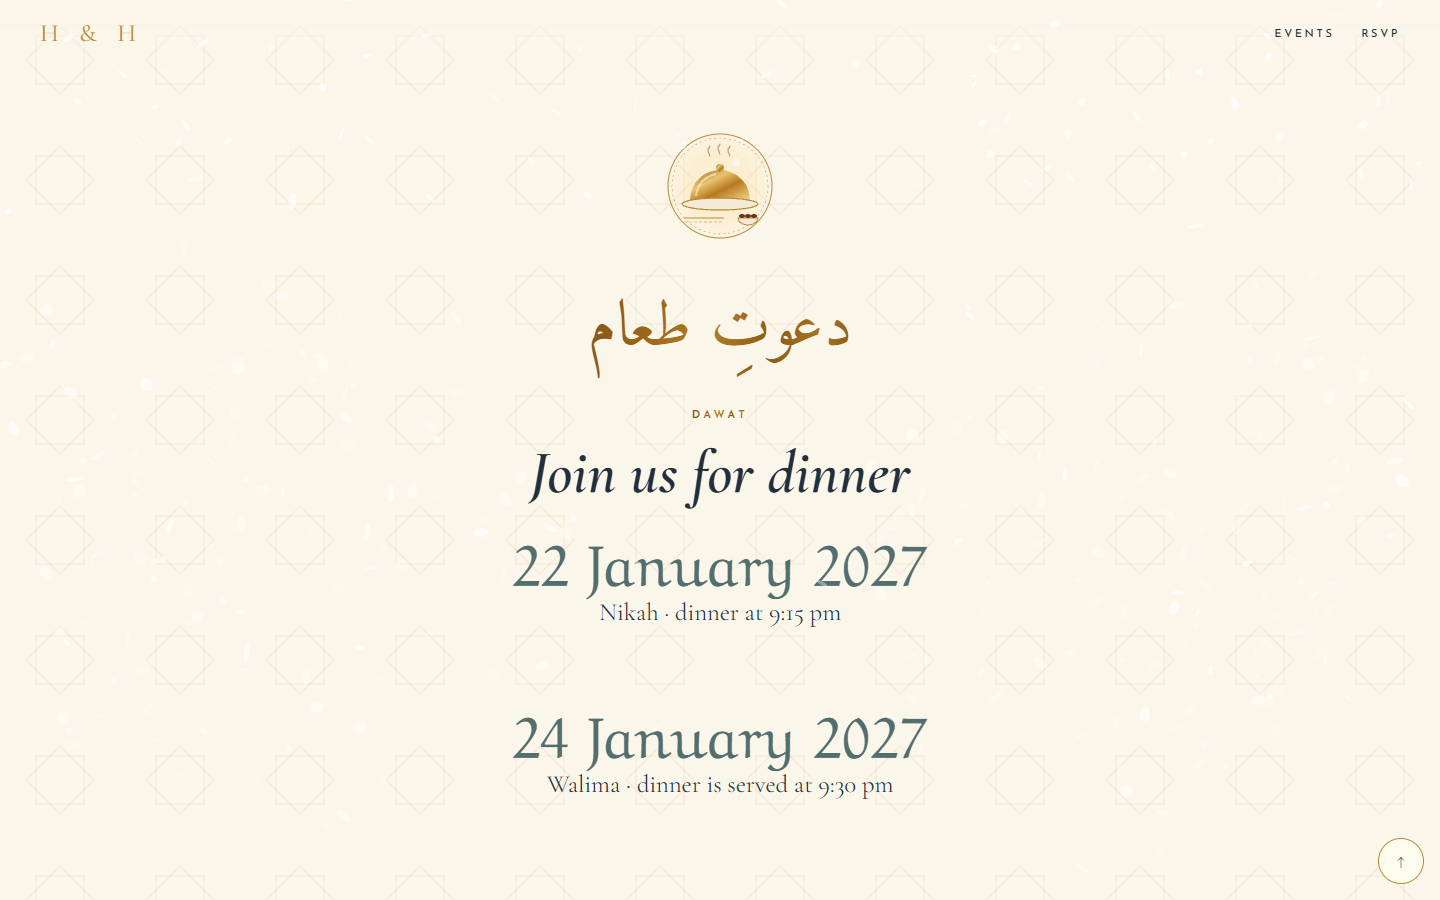 H & H
EVENTS RSVP
دعوتِ طعام
DAWAT
Join us for dinner
22 January 2027
Nikah · dinner at 9:15 pm
24 January 2027
Walima · dinner is served at 9:30 pm
↑